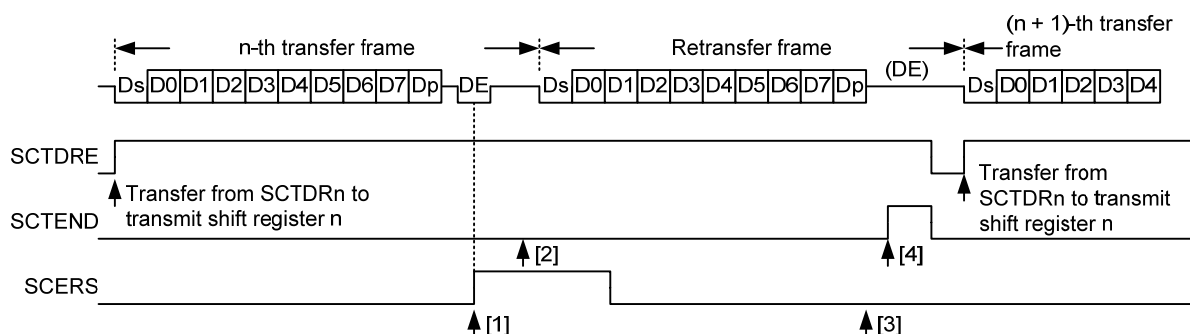 n-th transfer frame
Retransfer frame
(n + 1)-th transfer
frame
(DE)
Ds D0 D1 D2 D3 D4 D5 D6 D7 Dp DE Ds D0 D1 D2 D3 D4 D5 D6 D7 Dp Ds D0 D1 D2 D3 D4
SCTDRE
Transfer from SCTDRn to
transmit shift register n
Transfer from
SCTDRn to transmit
shift register n
SCTEND
[2]
[4]
SCERS
[1]
[3]